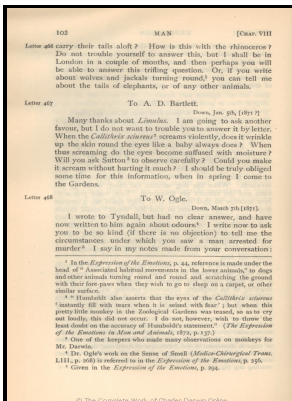 102 MAN [CHAP. VIII
Letter 466 carry their tails aloft? How is this with the rhinoceros?
Do not trouble yourself to answer this, but I shall be in
London in a couple of months, and then perhaps you will
be able to answer this trifling question. Or, if you write
about wolves and jackals turning round,² you can tell me
about the tails of elephants, or of any other animals.
Letter 467 To A. D. Bartlett.
Down, Jan. 5th, [1871?]
Many thanks about Limulus. I am going to ask another
favour, but I do not want to trouble you to answer it by letter.
When the Callithrix sciureus² screams violently, does it wrinkle
up the skin round the eyes like a baby always does? When
thus screaming do the eyes become suffused with moisture?
Will you ask Sutton³ to observe carefully? Could you make
it scream without hurting it much? I should be truly obliged
some time for this information, when in spring I come to
the Gardens.
Letter 468 To W. Ogle.
Down, March 7th [1871].
I wrote to Tyndall, but had no clear answer, and have
now written to him again about odours.⁴ I write now to ask
you to be so kind (if there is no objection) to tell me the
circumstances under which you saw a man arrested for
murder.⁵ I say in my notes made from your conversation:
¹ In the Expression of the Emotions, p. 44, reference is made under the
head of "Associated habitual movements in the lower animals," to dogs
and other animals turning round and round and scratching the ground
with their fore-paws when they wish to go to sleep on a carpet, or other
similar surface.
² "Humboldt also asserts that the eyes of the Callithrix sciureus
'instantly fill with tears when it is seized with fear'; but when this
pretty little monkey in the Zoological Gardens was teased, so as to cry
out loudly, this did not occur. I do not, however, wish to throw the
least doubt on the accuracy of Humboldt's statement." (The Expression
of the Emotions in Man and Animals, 1872, p. 137.)
³ One of the keepers who made many observations on monkeys for
Mr. Darwin.
⁴ Dr. Ogle's work on the Sense of Smell (Medico-Chirurgical Trans.
LIII., p. 268) is referred to in the Expression of the Emotions, p. 256.
⁵ Given in the Expression of the Emotions, p. 294.
© The Complete Work of Charles Darwin Online